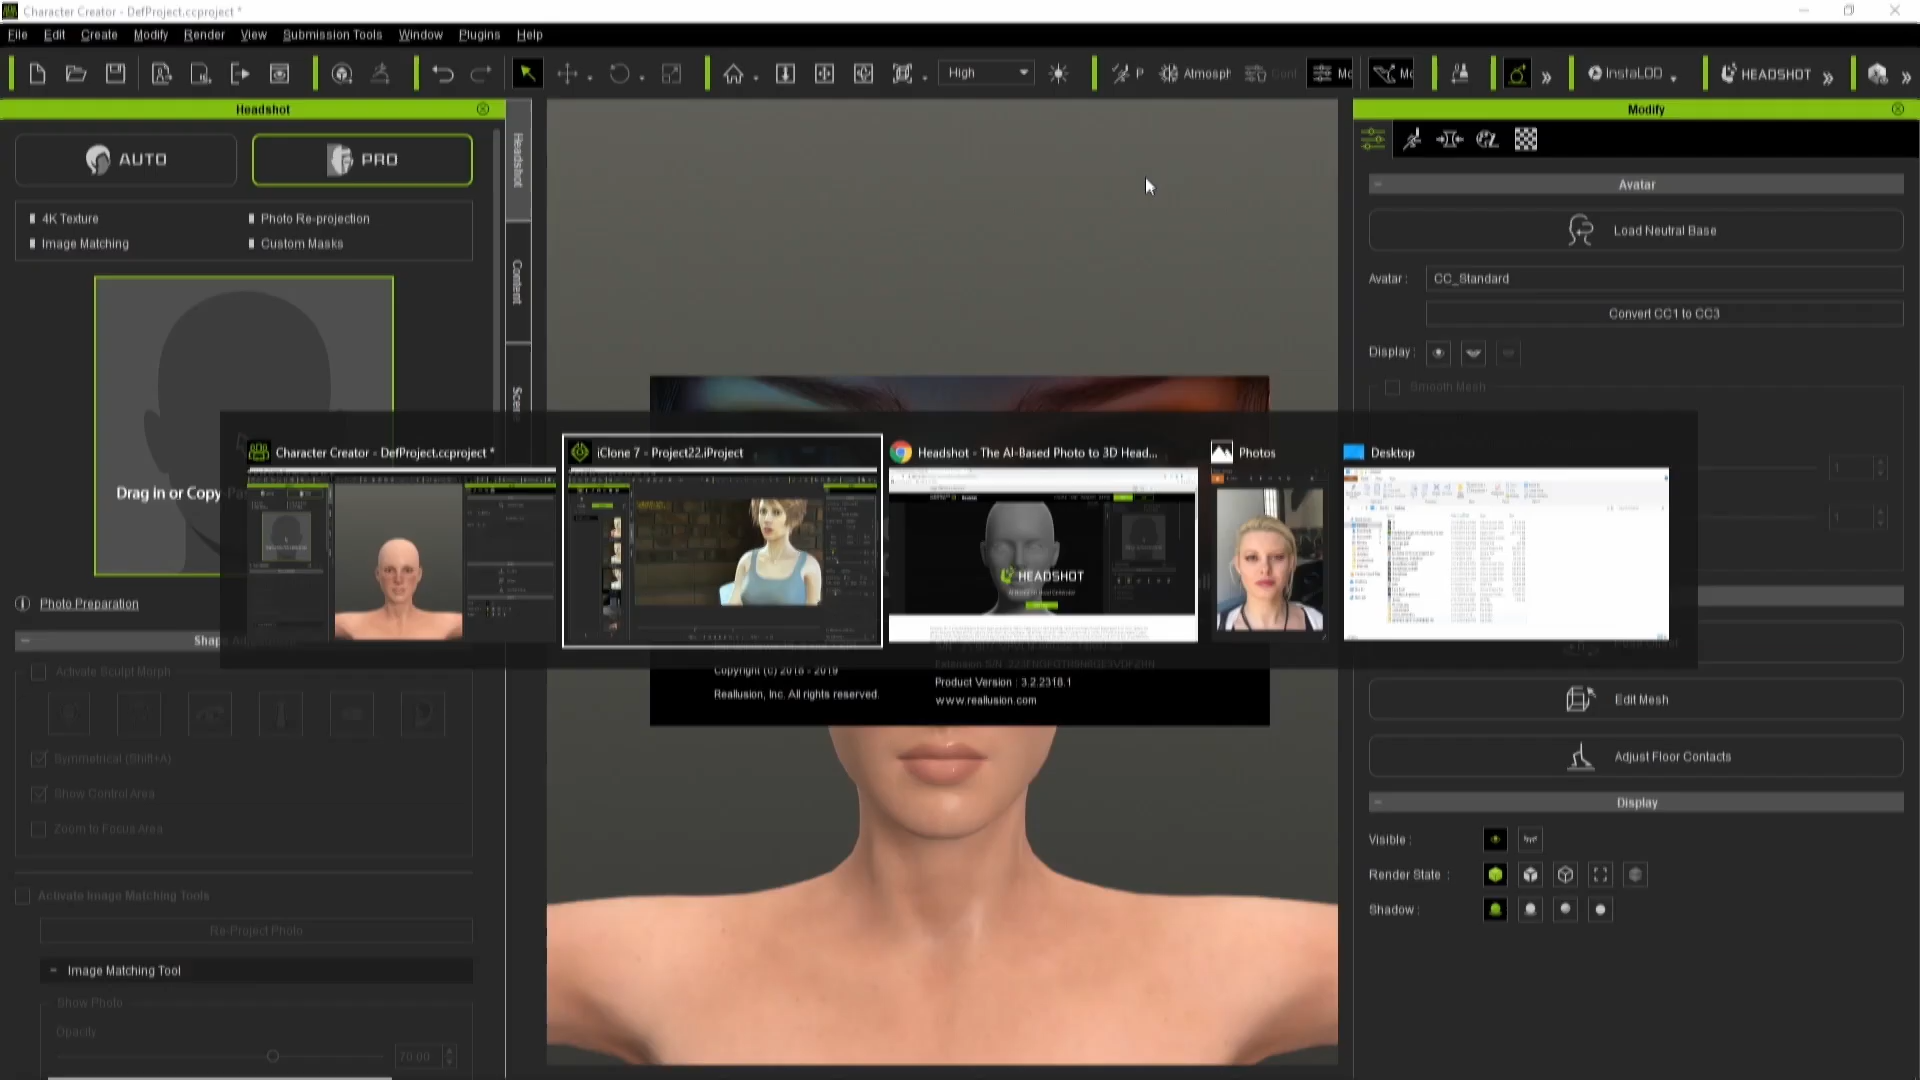 Character Creator - DefProject.ccproject *
File Edit Create Modify Render View Submission Tools Window Plugins Help
High
P
Atmosph
InstaLOD
HEADSHOT
Headshot
Modify
AUTO
PRO
4K Texture
Photo Re-projection
Image Matching
Custom Masks
Headshot
Content
Scene
Drag in or Copy
Photo Preparation
Activate Sculpt Morph
Symmetrical (Shift+A)
Show Control Area
Zoom to Focus Area
Activate Image Matching Tools
Re-Project Photo
Image Matching Tool
Show Photo
Opacity
70.00
Character Creator - DefProject.ccproject *
iClone 7 - Project22.iProject
Headshot - The AI-Based Photo to 3D Head...
Photos
Desktop
HEADSHOT
Copyright (c) 2018 - 2019
Reallusion, Inc. All rights reserved.
Product Version : 3.2.2318.1
www.reallusion.com
Avatar
Load Neutral Base
Avatar :
CC_Standard
Convert CC1 to CC3
Display :
Smooth Mesh
Edit Mesh
Adjust Floor Contacts
Display
Visible :
Render State :
Shadow :